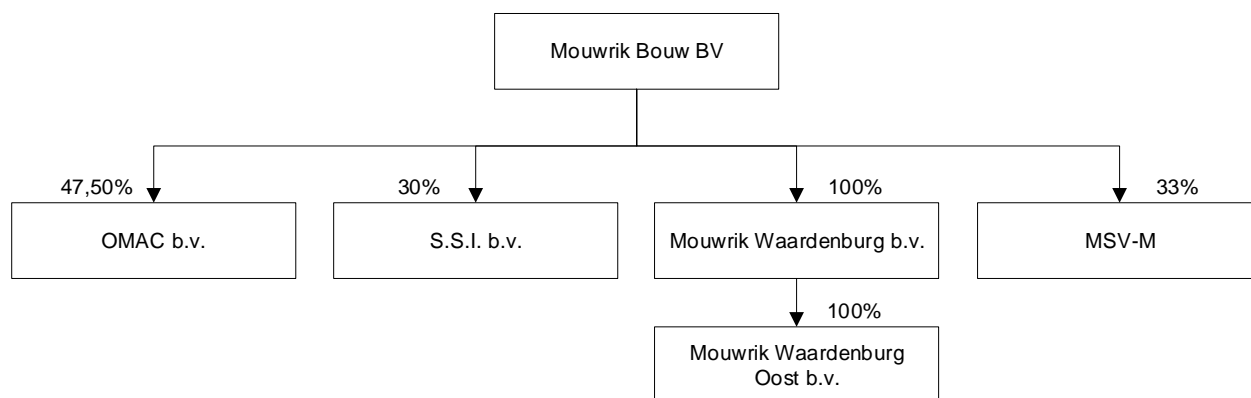 Mouwrik Bouw BV
47,50%
30%
100%
33%
OMAC b.v.
S.S.I. b.v.
Mouwrik Waardenburg b.v.
MSV-M
100%
Mouwrik Waardenburg
Oost b.v.